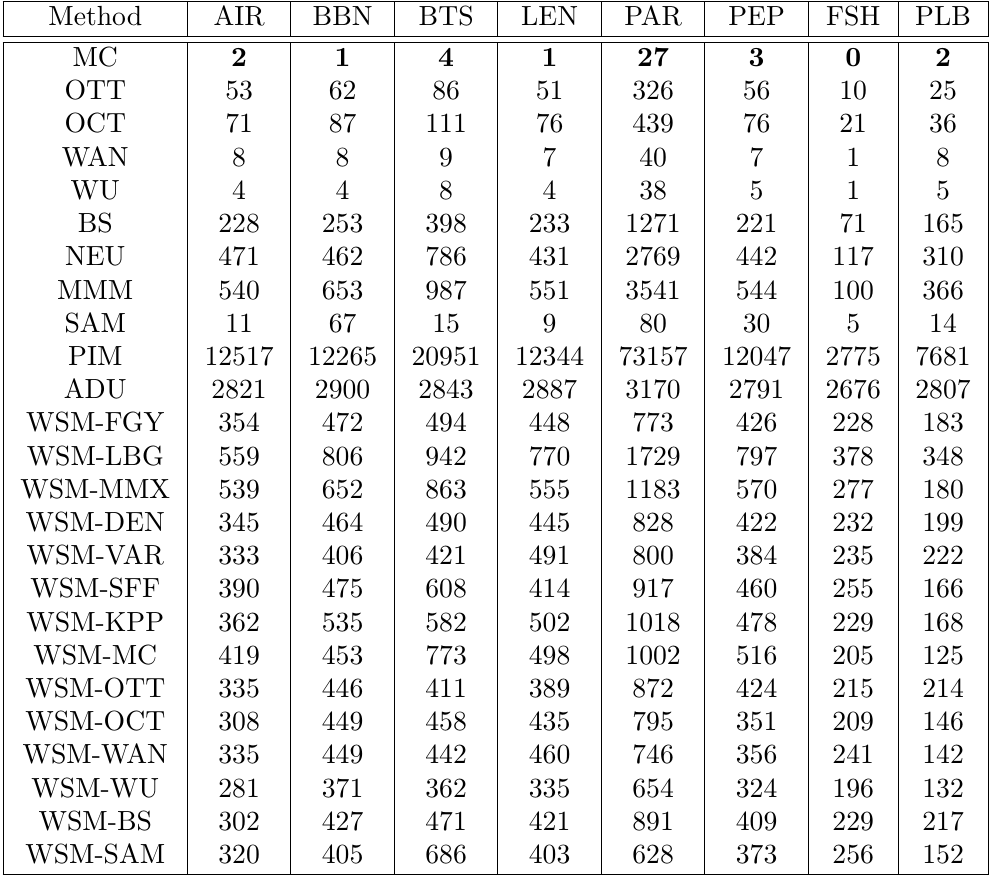 Method AIR BBN BTS LEN PAR PEP FSH PLB
MC 2 1 4 1 27 3 0 2
OTT 53 62 86 51 326 56 10 25
OCT 71 87 111 76 439 76 21 36
WAN 8 8 9 7 40 7 1 8
WU 4 4 8 4 38 5 1 5
BS 228 253 398 233 1271 221 71 165
NEU 471 462 786 431 2769 442 117 310
MMM 540 653 987 551 3541 544 100 366
SAM 11 67 15 9 80 30 5 14
PIM 12517 12265 20951 12344 73157 12047 2775 7681
ADU 2821 2900 2843 2887 3170 2791 2676 2807
WSM-FGY 354 472 494 448 773 426 228 183
WSM-LBG 559 806 942 770 1729 797 378 348
WSM-MMX 539 652 863 555 1183 570 277 180
WSM-DEN 345 464 490 445 828 422 232 199
WSM-VAR 333 406 421 491 800 384 235 222
WSM-SFF 390 475 608 414 917 460 255 166
WSM-KPP 362 535 582 502 1018 478 229 168
WSM-MC 419 453 773 498 1002 516 205 125
WSM-OTT 335 446 411 389 872 424 215 214
WSM-OCT 308 449 458 435 795 351 209 146
WSM-WAN 335 449 442 460 746 356 241 142
WSM-WU 281 371 362 335 654 324 196 132
WSM-BS 302 427 471 421 891 409 229 217
WSM-SAM 320 405 686 403 628 373 256 152